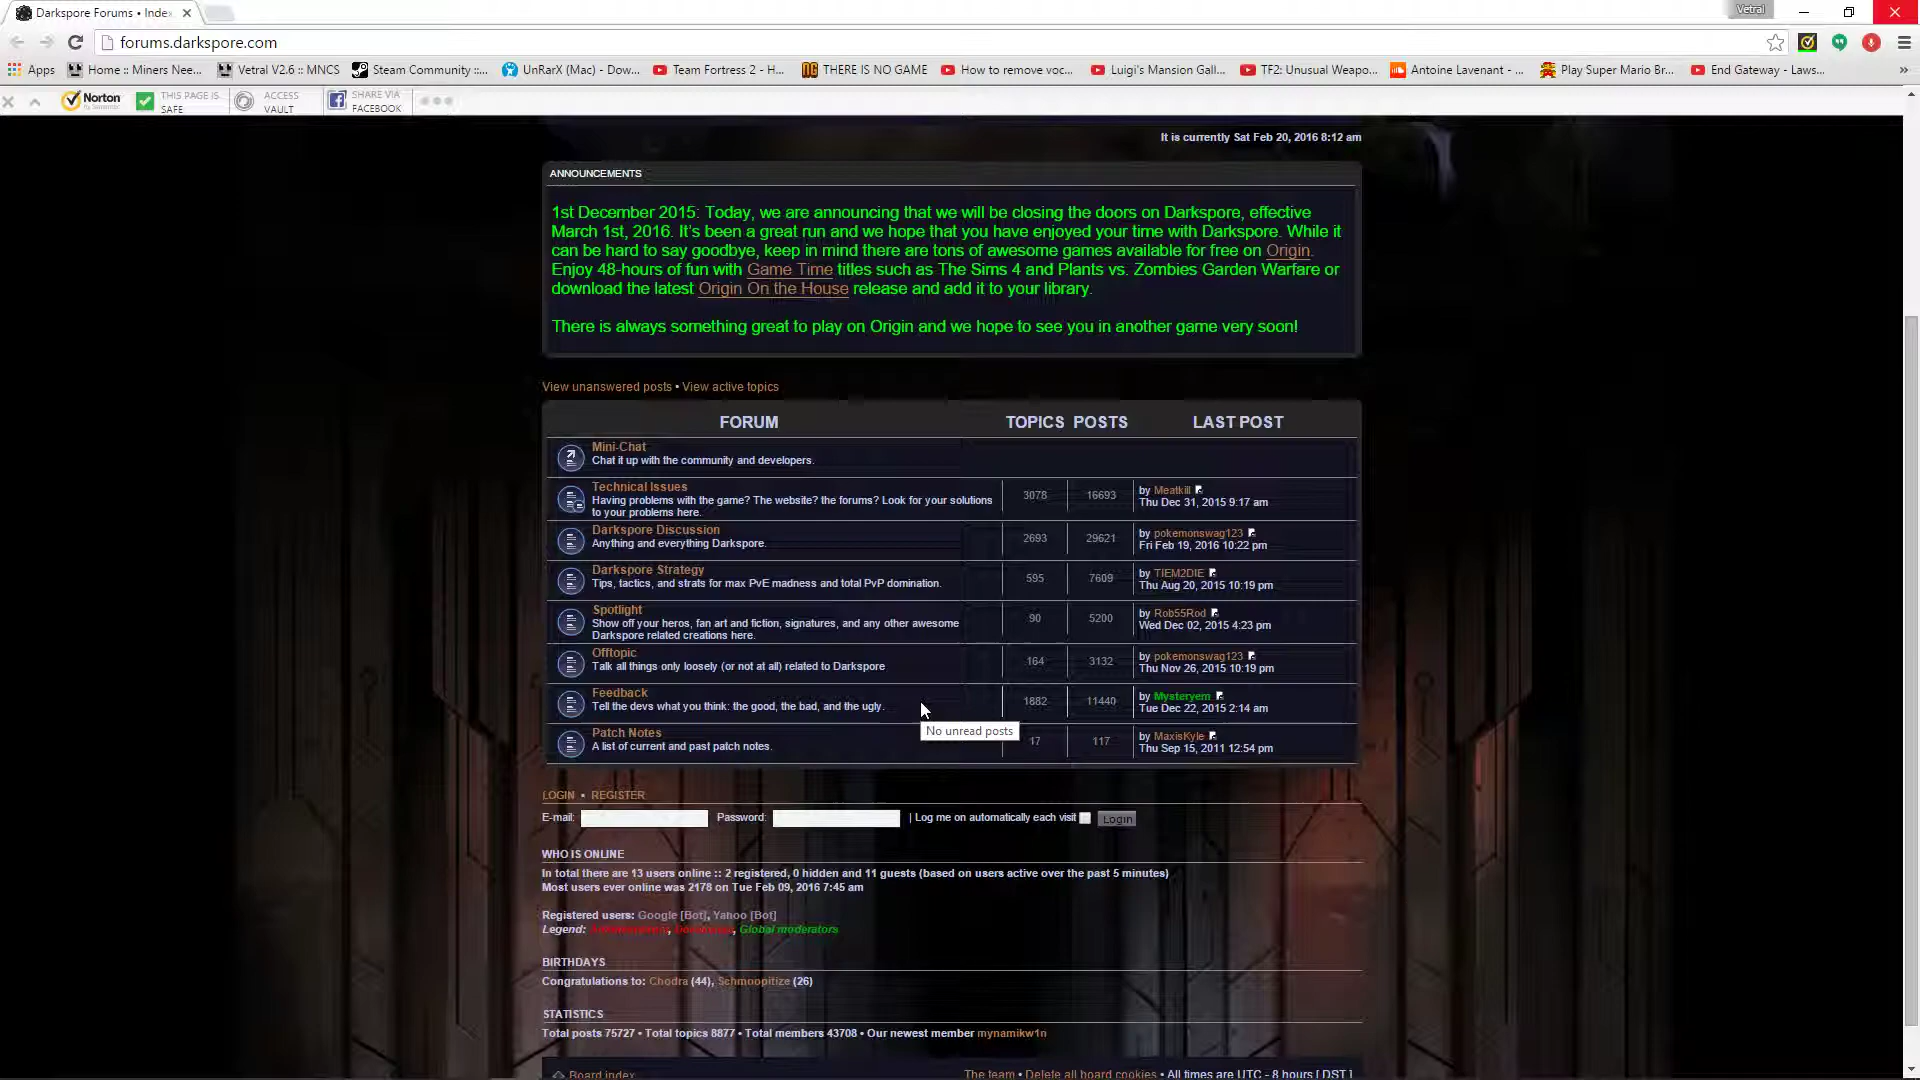 Darkspore Forums • Index
Vetral
forums.darkspore.com
Apps
Home :: Miners Nee...
Vetral V2.6 :: MNCS
Steam Community ::...
UnRarX (Mac) - Dow...
Team Fortress 2 - H...
THERE IS NO GAME
How to remove voc...
Luigi's Mansion Gall...
TF2: Unusual Weapo...
Antoine Lavenant - ...
Play Super Mario Br...
End Gateway - Laws...
»
Norton
THIS PAGE IS
SAFE
ACCESS
VAULT
SHARE VIA
FACEBOOK
It is currently Sat Feb 20, 2016 8:12 am
ANNOUNCEMENTS
1st December 2015: Today, we are announcing that we will be closing the doors on Darkspore, effective
March 1st, 2016. It's been a great run and we hope that you have enjoyed your time with Darkspore. While it
can be hard to say goodbye, keep in mind there are tons of awesome games available for free on Origin.
Enjoy 48-hours of fun with Game Time titles such as The Sims 4 and Plants vs. Zombies Garden Warfare or
download the latest Origin On the House release and add it to your library.
There is always something great to play on Origin and we hope to see you in another game very soon!
View unanswered posts • View active topics
FORUM TOPICS POSTS LAST POST
Mini-Chat
Chat it up with the community and developers.
Technical Issues
Having problems with the game? The website? the forums? Look for your solutions
to your problems here.
3078 16693
by Meatkill
Thu Dec 31, 2015 9:17 am
Darkspore Discussion
Anything and everything Darkspore.
2693 29621
by pokemonswag123
Fri Feb 19, 2016 10:22 pm
Darkspore Strategy
Tips, tactics, and strats for max PvE madness and total PvP domination.
595 7609
by TIEM2DIE
Thu Aug 20, 2015 10:19 pm
Spotlight
Show off your heros, fan art and fiction, signatures, and any other awesome
Darkspore related creations here.
90 5200
by Rob55Rod
Wed Dec 02, 2015 4:23 pm
Offtopic
Talk all things only loosely (or not at all) related to Darkspore
164 3132
by pokemonswag123
Thu Nov 26, 2015 10:19 pm
Feedback
Tell the devs what you think: the good, the bad, and the ugly.
1882 11440
by Mysteryem
Tue Dec 22, 2015 2:14 am
No unread posts
Patch Notes
A list of current and past patch notes.
17 117
by MaxisKyle
Thu Sep 15, 2011 12:54 pm
LOGIN • REGISTER
E-mail: Password: | Log me on automatically each visit Login
WHO IS ONLINE
In total there are 13 users online :: 2 registered, 0 hidden and 11 guests (based on users active over the past 5 minutes)
Most users ever online was 2178 on Tue Feb 09, 2016 7:45 am
Registered users: Google [Bot], Yahoo [Bot]
Legend: , , Global moderators
BIRTHDAYS
Congratulations to: Chodra (44), Schmoopitize (26)
STATISTICS
Total posts 75727 • Total topics 8877 • Total members 43708 • Our newest member mynamikw1n
Board index
The team • Delete all board cookies • All times are UTC - 8 hours [ DST ]